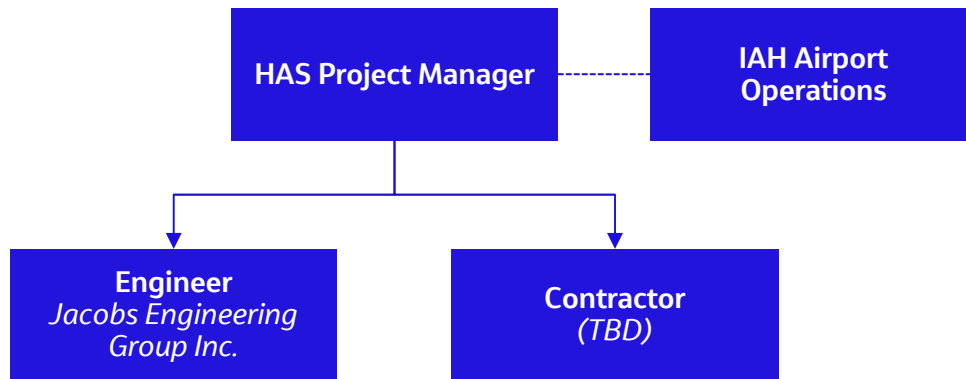 HAS Project Manager
IAH Airport
Operations
Engineer
Jacobs Engineering
Group Inc.
Contractor
(TBD)